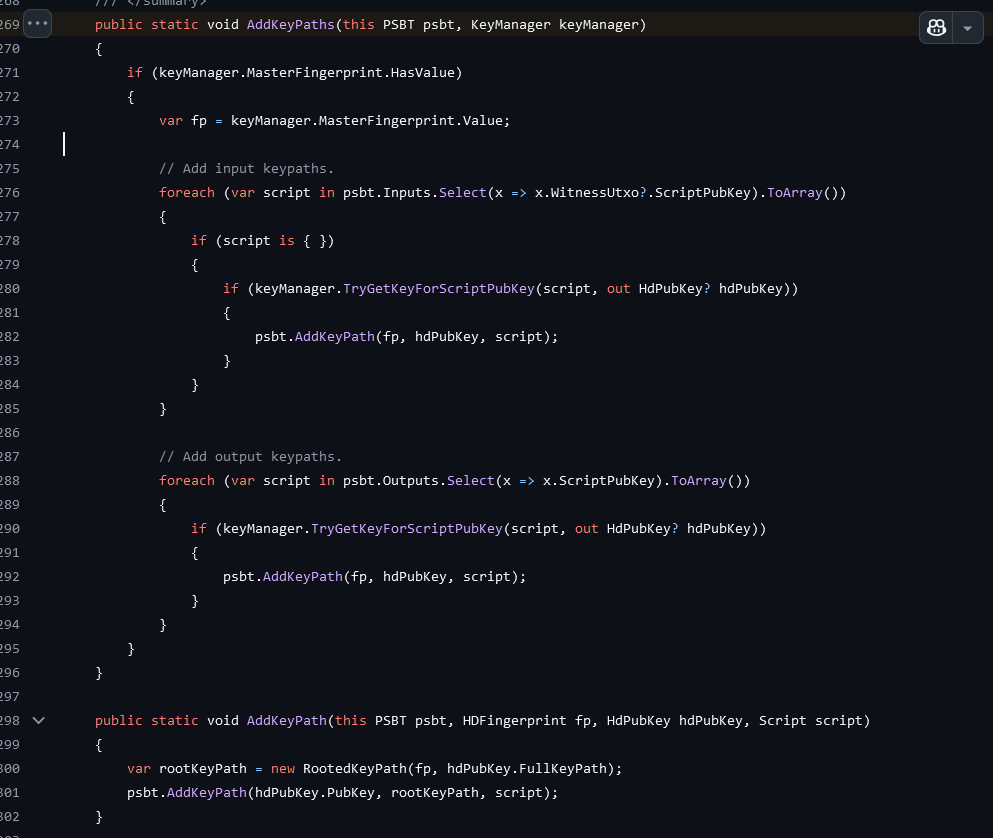 268 /// </summary>
269 public static void AddKeyPaths(this PSBT psbt, KeyManager keyManager)
270 {
271 if (keyManager.MasterFingerprint.HasValue)
272 {
273 var fp = keyManager.MasterFingerprint.Value;
274
275 // Add input keypaths.
276 foreach (var script in psbt.Inputs.Select(x => x.WitnessUtxo?.ScriptPubKey).ToArray())
277 {
278 if (script is { })
279 {
280 if (keyManager.TryGetKeyForScriptPubKey(script, out HdPubKey? hdPubKey))
281 {
282 psbt.AddKeyPath(fp, hdPubKey, script);
283 }
284 }
285 }
286
287 // Add output keypaths.
288 foreach (var script in psbt.Outputs.Select(x => x.ScriptPubKey).ToArray())
289 {
290 if (keyManager.TryGetKeyForScriptPubKey(script, out HdPubKey? hdPubKey))
291 {
292 psbt.AddKeyPath(fp, hdPubKey, script);
293 }
294 }
295 }
296 }
297
298 public static void AddKeyPath(this PSBT psbt, HDFingerprint fp, HdPubKey hdPubKey, Script script)
299 {
300 var rootKeyPath = new RootedKeyPath(fp, hdPubKey.FullKeyPath);
301 psbt.AddKeyPath(hdPubKey.PubKey, rootKeyPath, script);
302 }